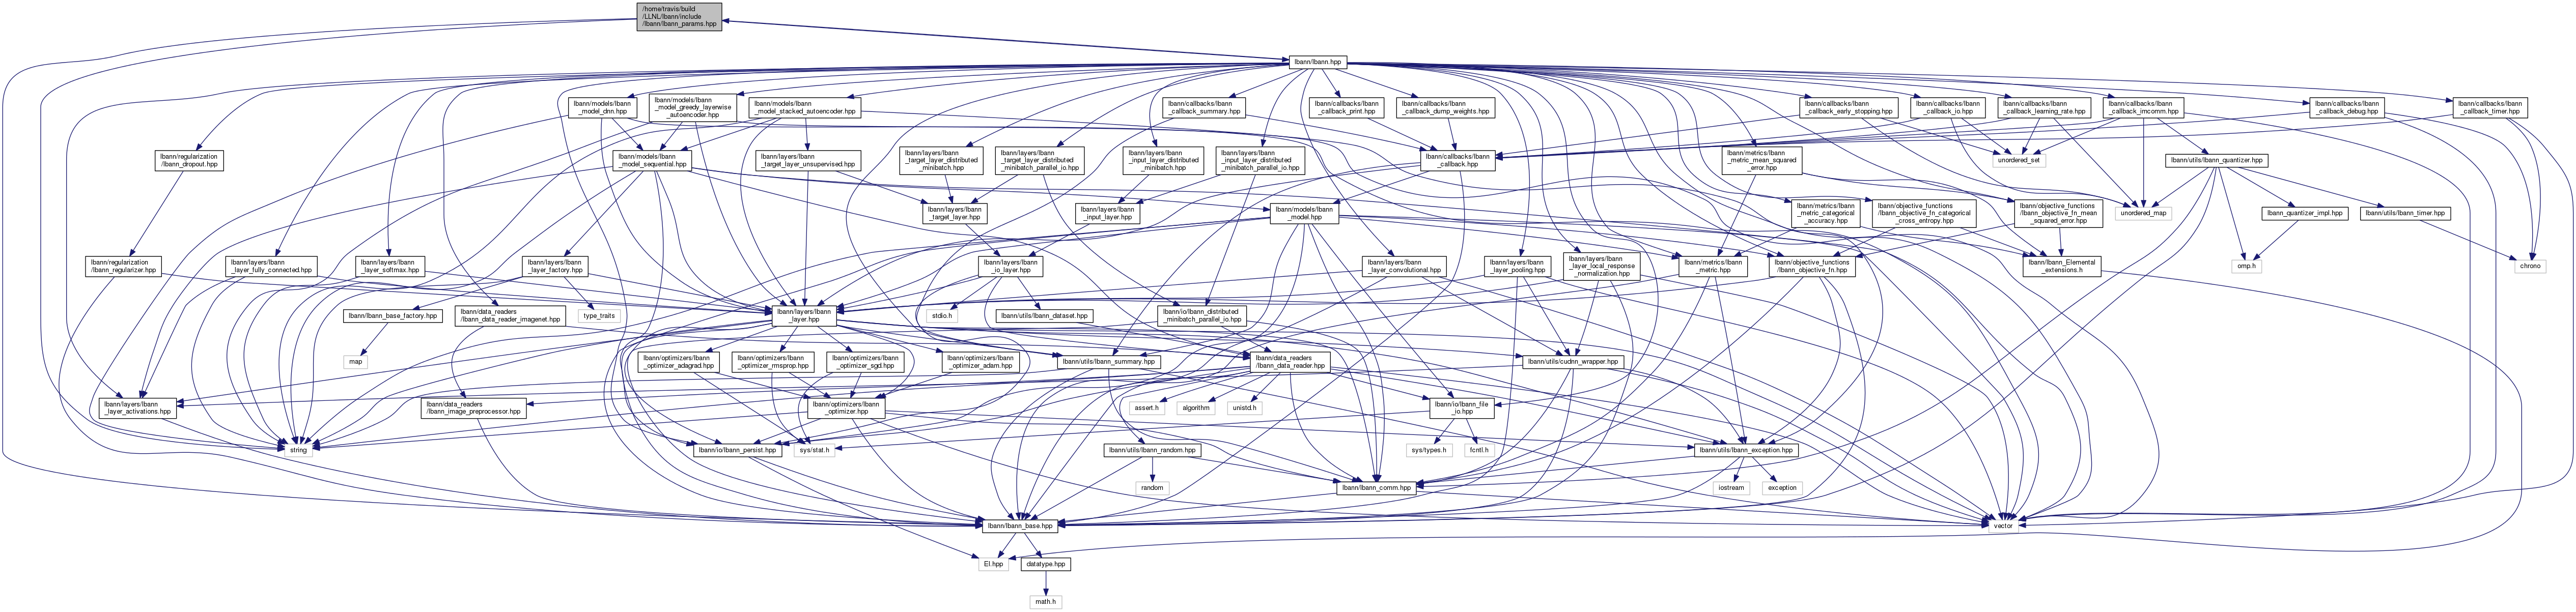 /home/travis/build
/LLNL/lbann/include
/lbann/lbann_params.hpp
lbann/lbann.hpp
lbann/models/lbann
_model_dnn.hpp
lbann/models/lbann
_model_greedy_layerwise
_autoencoder.hpp
lbann/models/lbann
_model_stacked_autoencoder.hpp
lbann/callbacks/lbann
_callback_summary.hpp
lbann/callbacks/lbann
_callback_print.hpp
lbann/callbacks/lbann
_callback_dump_weights.hpp
lbann/callbacks/lbann
_callback_early_stopping.hpp
lbann/callbacks/lbann
_callback_io.hpp
lbann/callbacks/lbann
_callback_learning_rate.hpp
lbann/callbacks/lbann
_callback_imcomm.hpp
lbann/callbacks/lbann
_callback_debug.hpp
lbann/callbacks/lbann
_callback_timer.hpp
lbann/regularization
/lbann_dropout.hpp
lbann/models/lbann
_model_sequential.hpp
lbann/layers/lbann
_target_layer_unsupervised.hpp
lbann/layers/lbann
_target_layer_distributed
_minibatch.hpp
lbann/layers/lbann
_target_layer_distributed
_minibatch_parallel_io.hpp
lbann/layers/lbann
_input_layer_distributed
_minibatch.hpp
lbann/layers/lbann
_input_layer_distributed
_minibatch_parallel_io.hpp
lbann/callbacks/lbann
_callback.hpp
lbann/metrics/lbann
_metric_mean_squared
_error.hpp
unordered_set
lbann/utils/lbann_quantizer.hpp
lbann/layers/lbann
_target_layer.hpp
lbann/layers/lbann
_input_layer.hpp
lbann/models/lbann
_model.hpp
lbann/metrics/lbann
_metric_categorical
_accuracy.hpp
lbann/objective_functions
/lbann_objective_fn_categorical
_cross_entropy.hpp
lbann/objective_functions
/lbann_objective_fn_mean
_squared_error.hpp
unordered_map
lbann_quantizer_impl.hpp
lbann/utils/lbann_timer.hpp
lbann/regularization
/lbann_regularizer.hpp
lbann/layers/lbann
_layer_fully_connected.hpp
lbann/layers/lbann
_layer_softmax.hpp
lbann/layers/lbann
_layer_factory.hpp
lbann/layers/lbann
_io_layer.hpp
lbann/layers/lbann
_layer_convolutional.hpp
lbann/layers/lbann
_layer_pooling.hpp
lbann/layers/lbann
_layer_local_response
_normalization.hpp
lbann/metrics/lbann
_metric.hpp
lbann/objective_functions
/lbann_objective_fn.hpp
lbann/lbann_Elemental
_extensions.h
omp.h
chrono
lbann/lbann_base_factory.hpp
lbann/data_readers
/lbann_data_reader_imagenet.hpp
type_traits
lbann/layers/lbann
_layer.hpp
stdio.h
lbann/utils/lbann_dataset.hpp
lbann/io/lbann_distributed
_minibatch_parallel_io.hpp
map
lbann/optimizers/lbann
_optimizer_adagrad.hpp
lbann/optimizers/lbann
_optimizer_rmsprop.hpp
lbann/optimizers/lbann
_optimizer_sgd.hpp
lbann/optimizers/lbann
_optimizer_adam.hpp
lbann/utils/lbann_summary.hpp
lbann/data_readers
/lbann_data_reader.hpp
lbann/utils/cudnn_wrapper.hpp
lbann/layers/lbann
_layer_activations.hpp
lbann/data_readers
/lbann_image_preprocessor.hpp
lbann/optimizers/lbann
_optimizer.hpp
assert.h
algorithm
unistd.h
lbann/io/lbann_file
_io.hpp
string
lbann/io/lbann_persist.hpp
sys/stat.h
lbann/utils/lbann_random.hpp
sys/types.h
fcntl.h
lbann/utils/lbann_exception.hpp
random
lbann/lbann_comm.hpp
iostream
exception
lbann/lbann_base.hpp
vector
El.hpp
datatype.hpp
math.h